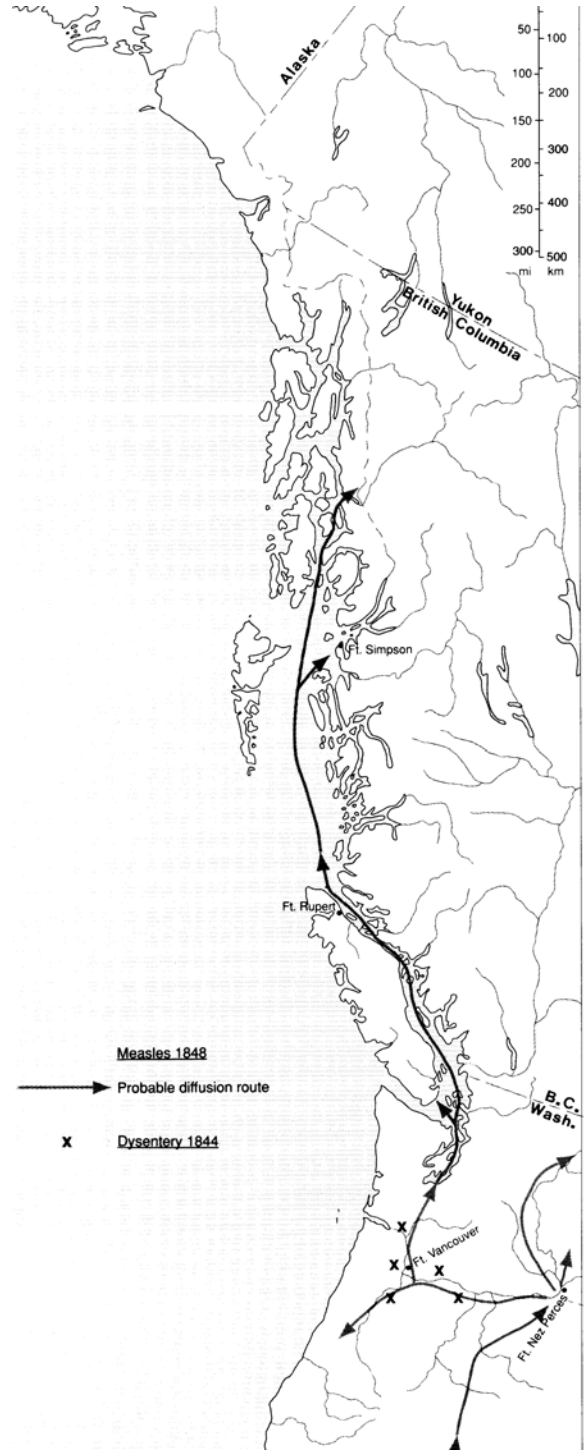 50
100
100
200
150
300
200
400
250
300
500
mi
km
Alaska
Yukon
British Columbia
Ft. Simpson
Ft. Rupert
Measles 1848
Probable diffusion route
X Dysentery 1844
B.C.
Wash.
X
Ft. Vancouver
X
X
X
X
Ft. Nez Perces